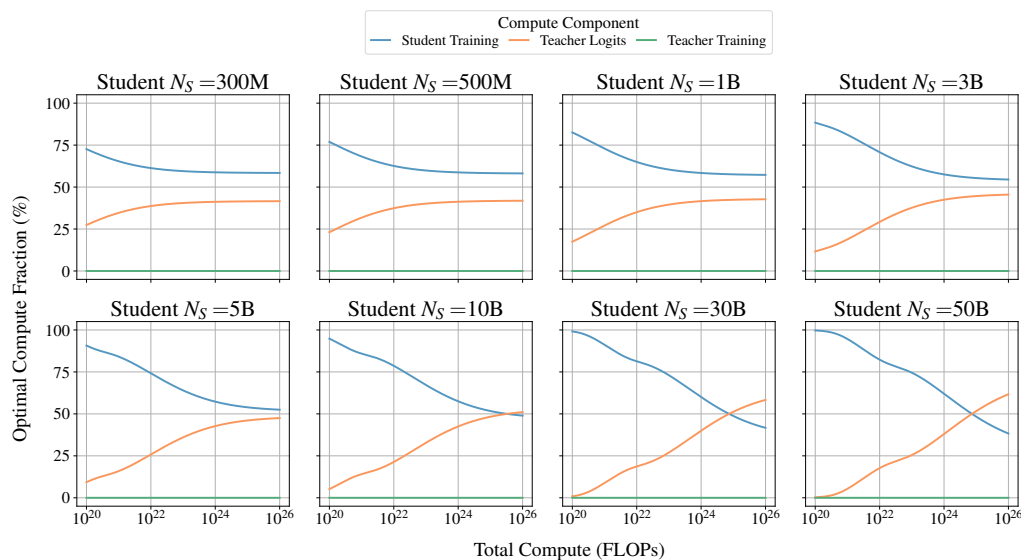 Compute Component
Student Training Teacher Logits Teacher Training
Student N_S =300M Student N_S =500M Student N_S =1B Student N_S =3B
100
75
50
25
0
Student N_S =5B Student N_S =10B Student N_S =30B Student N_S =50B
100
75
50
25
0
10^20 10^22 10^24 10^26 10^20 10^22 10^24 10^26 10^20 10^22 10^24 10^26 10^20 10^22 10^24 10^26
Optimal Compute Fraction (%)
Total Compute (FLOPs)